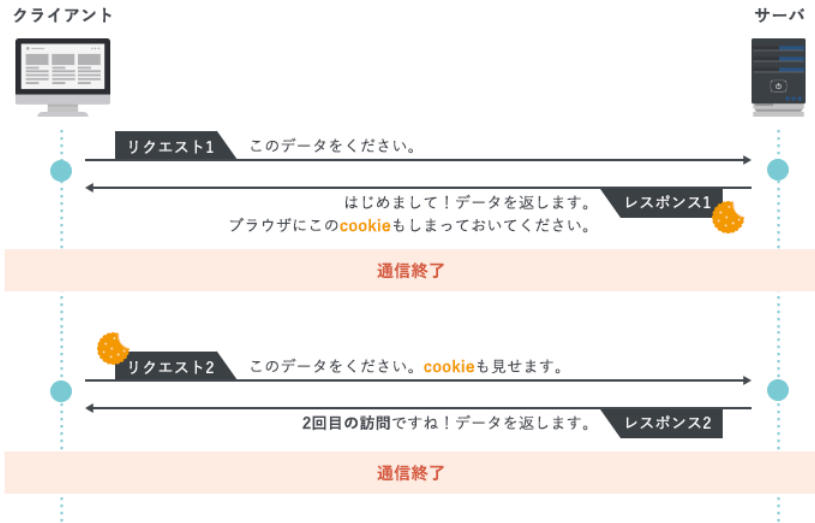 クライアント
サーバ
リクエスト1
このデータをください。
はじめまして！データを返します。
レスポンス1
ブラウザにこのcookieもしまっておいてください。
通信終了
リクエスト2
このデータをください。cookieも見せます。
2回目の訪問ですね！データを返します。
レスポンス2
通信終了